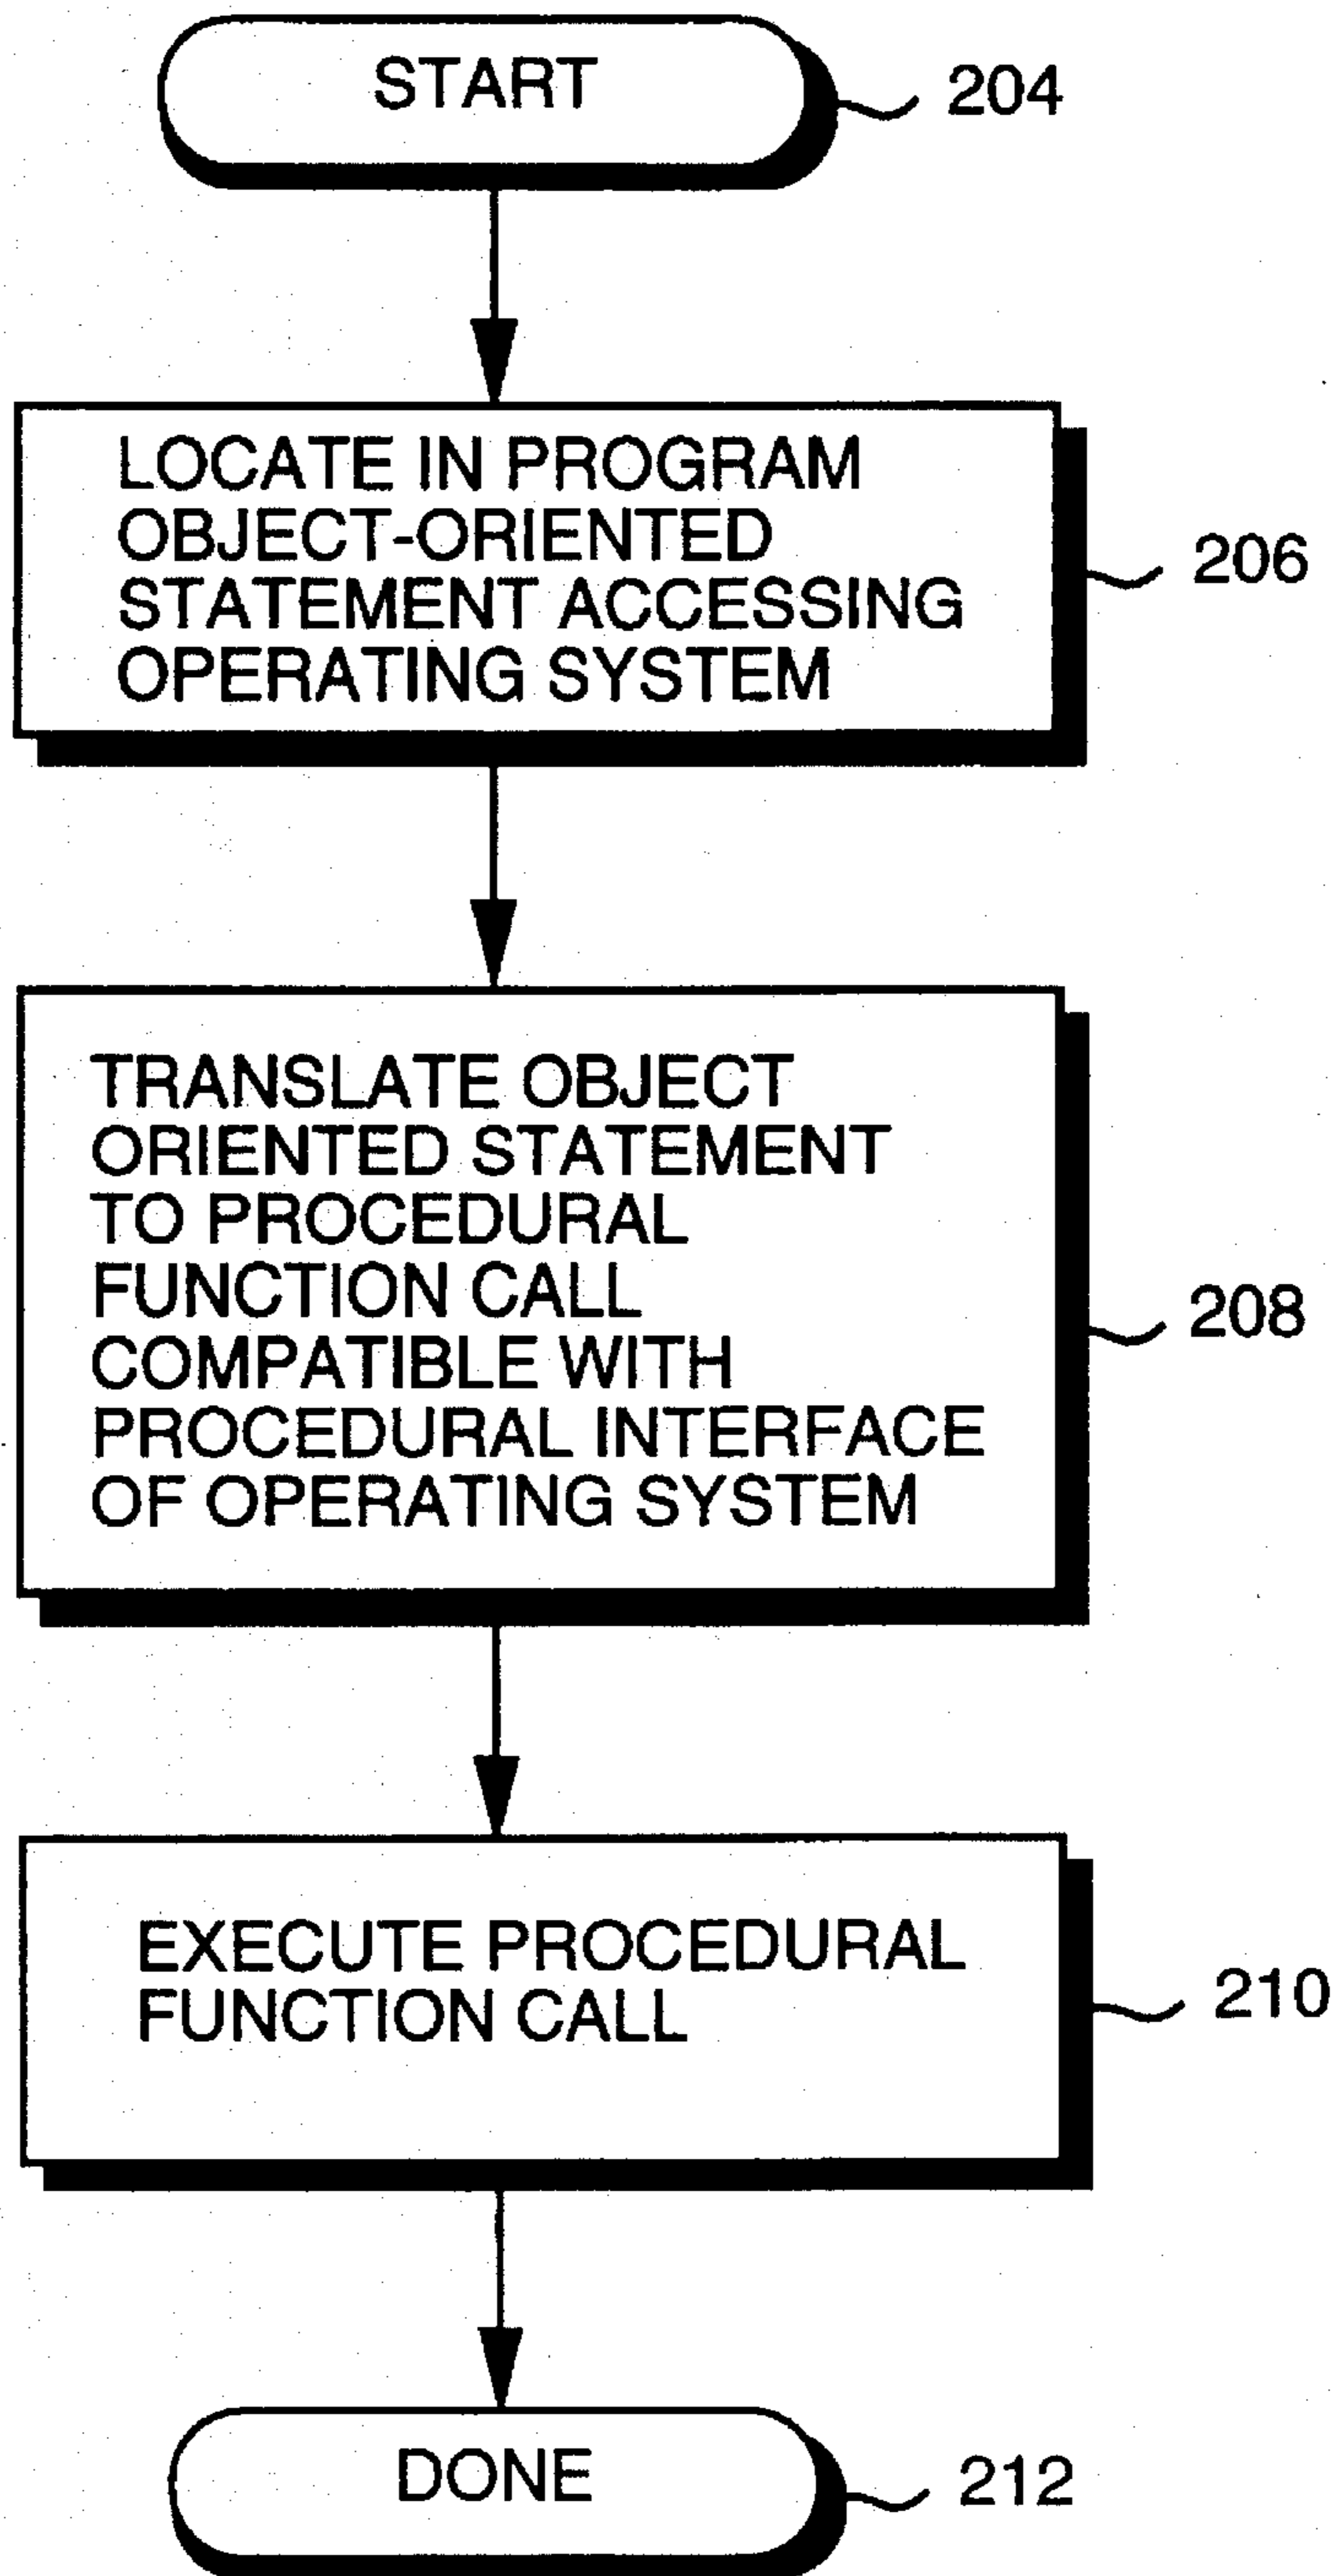 START
204
LOCATE IN PROGRAM
OBJECT-ORIENTED
STATEMENT ACCESSING
OPERATING SYSTEM
206
TRANSLATE OBJECT
ORIENTED STATEMENT
TO PROCEDURAL
FUNCTION CALL
COMPATIBLE WITH
PROCEDURAL INTERFACE
OF OPERATING SYSTEM
208
EXECUTE PROCEDURAL
FUNCTION CALL
210
DONE
212